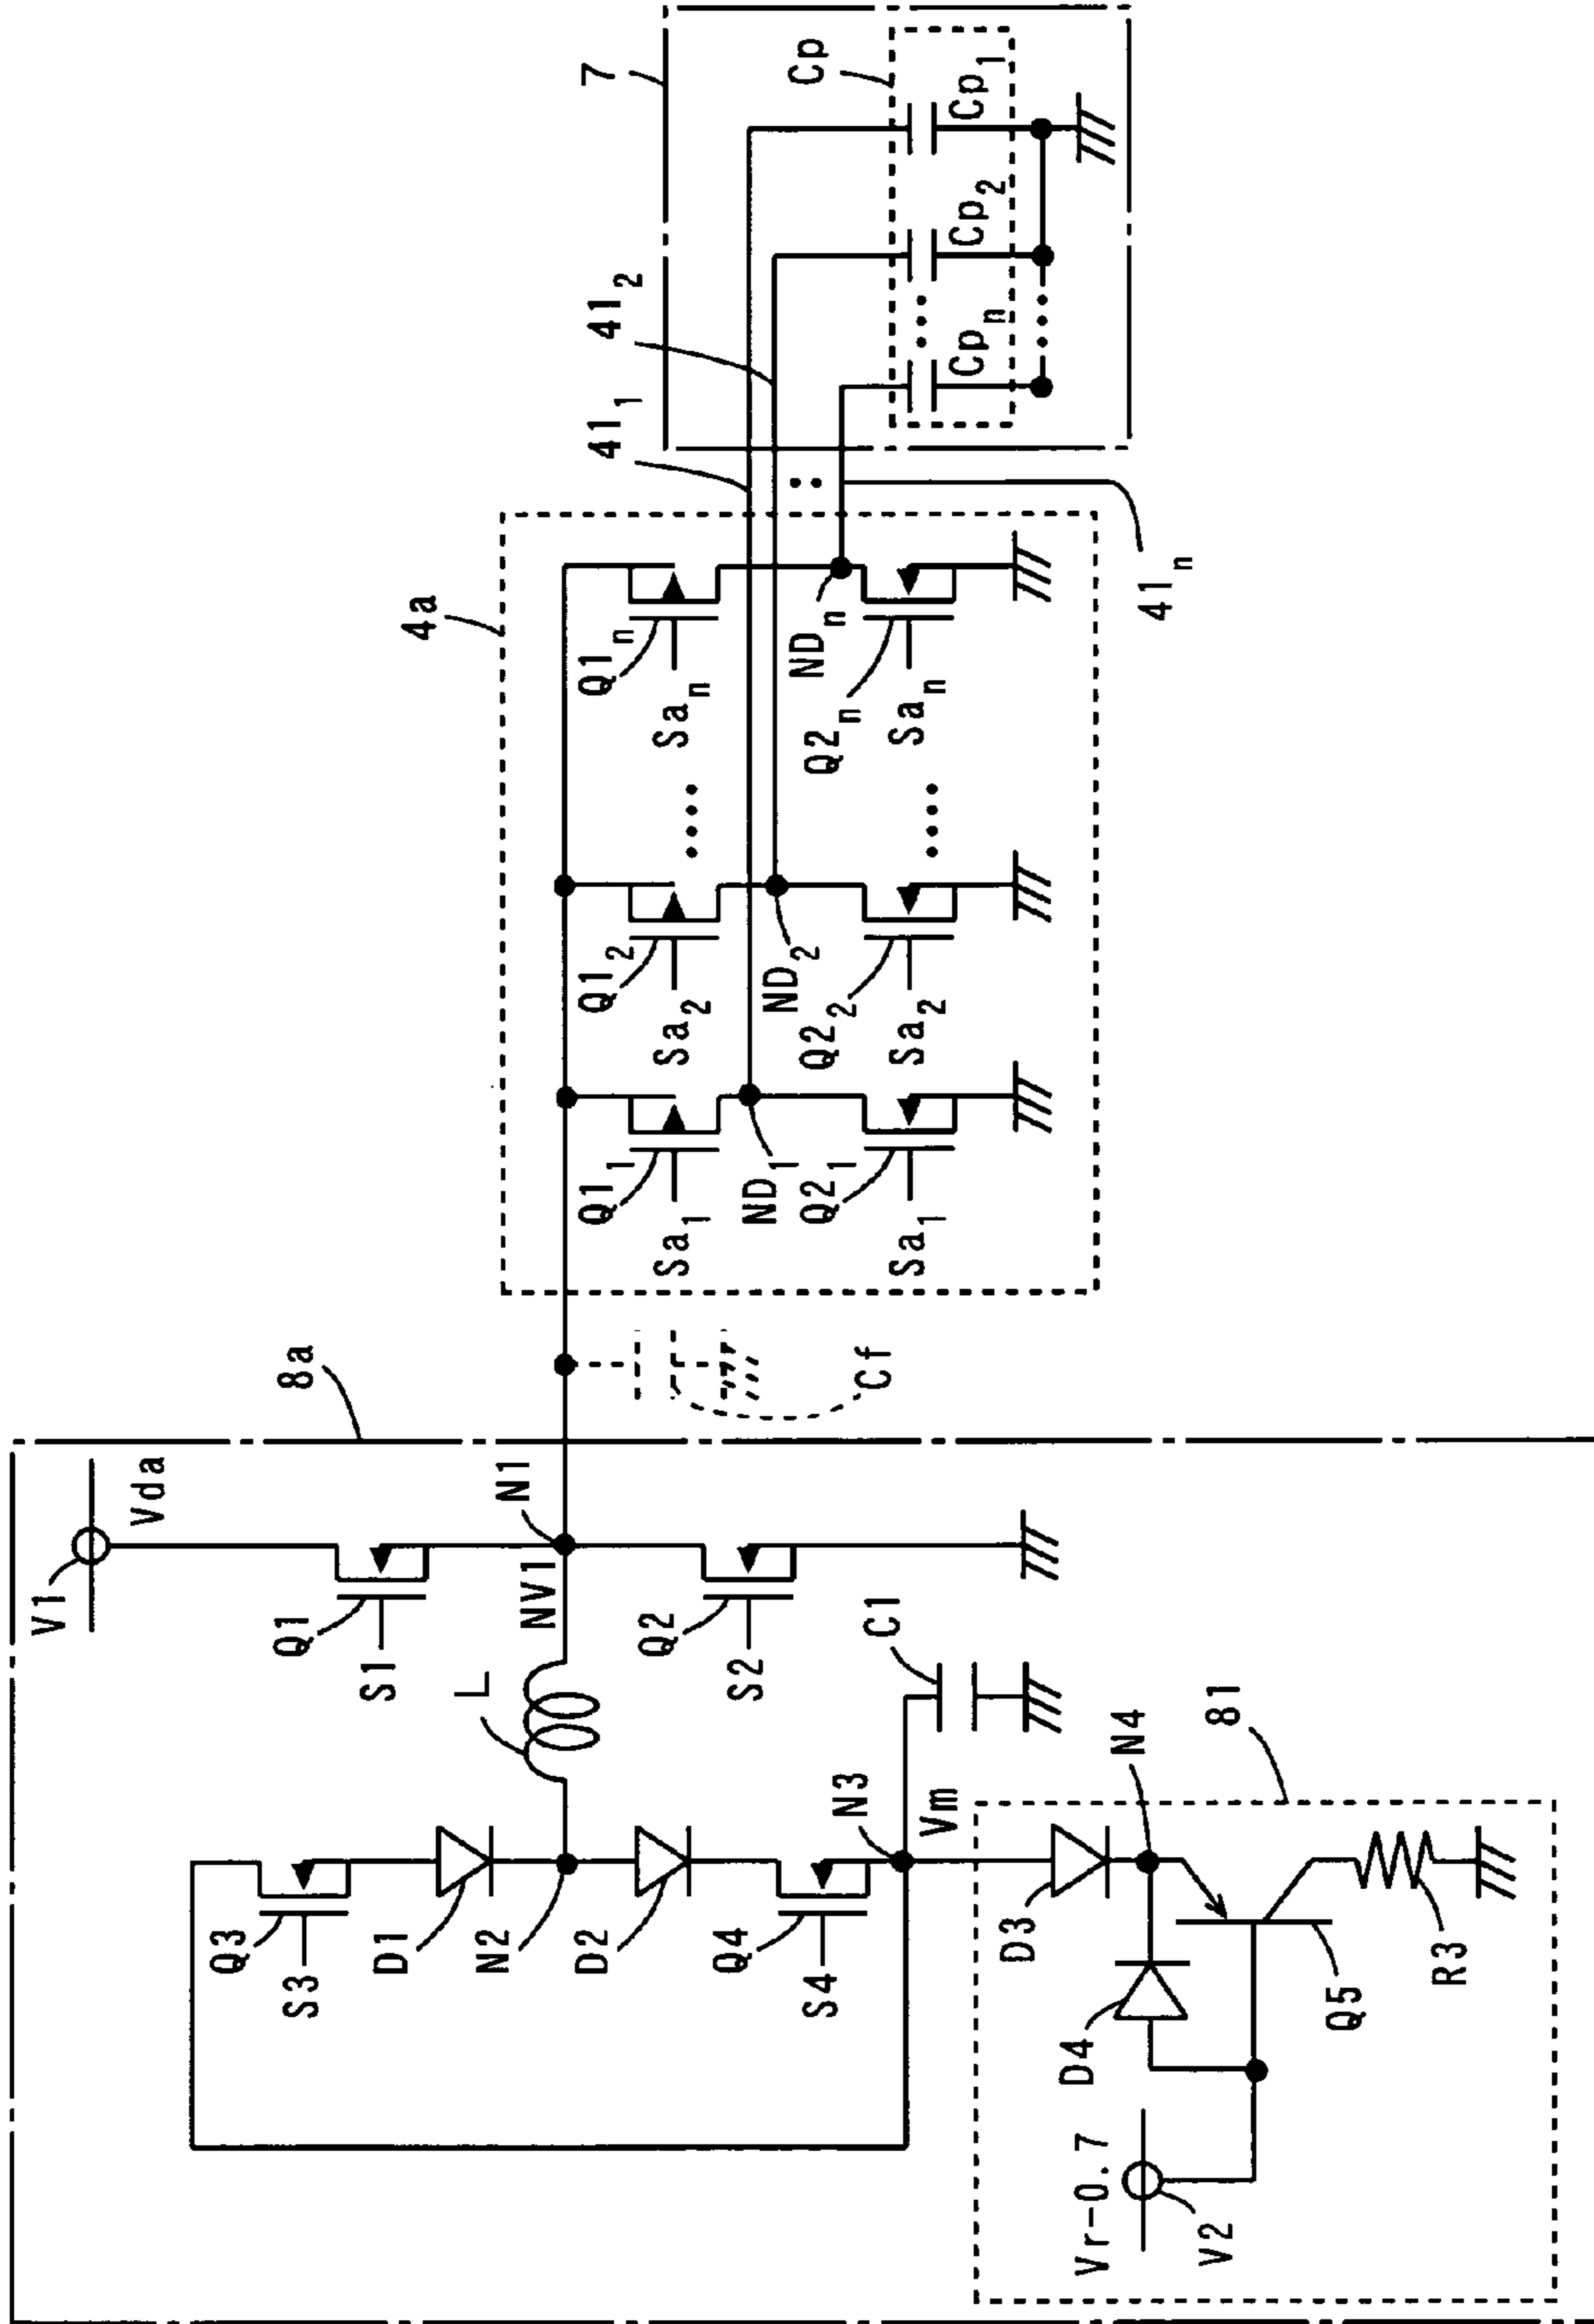 8a
V1
Vda
Q1
S1
N1
NV1
L
Q2
S2
Q3
S3
D1
N2
D2
Q4
S4
N3
Vm
C1
Cf
81
N4
D3
D4
Q5
R3
Vr-0.7
V2
4a
Q1₁
Sa₁
ND₁
Q2₁
Sa₁
Q1₂
Sa₂
ND₂
Q2₂
Sa₂
Q1ₙ
Saₙ
NDₙ
Q2ₙ
Saₙ
41₁
41₂
41ₙ
7
Cp
Cp₁
Cp₂
Cpₙ